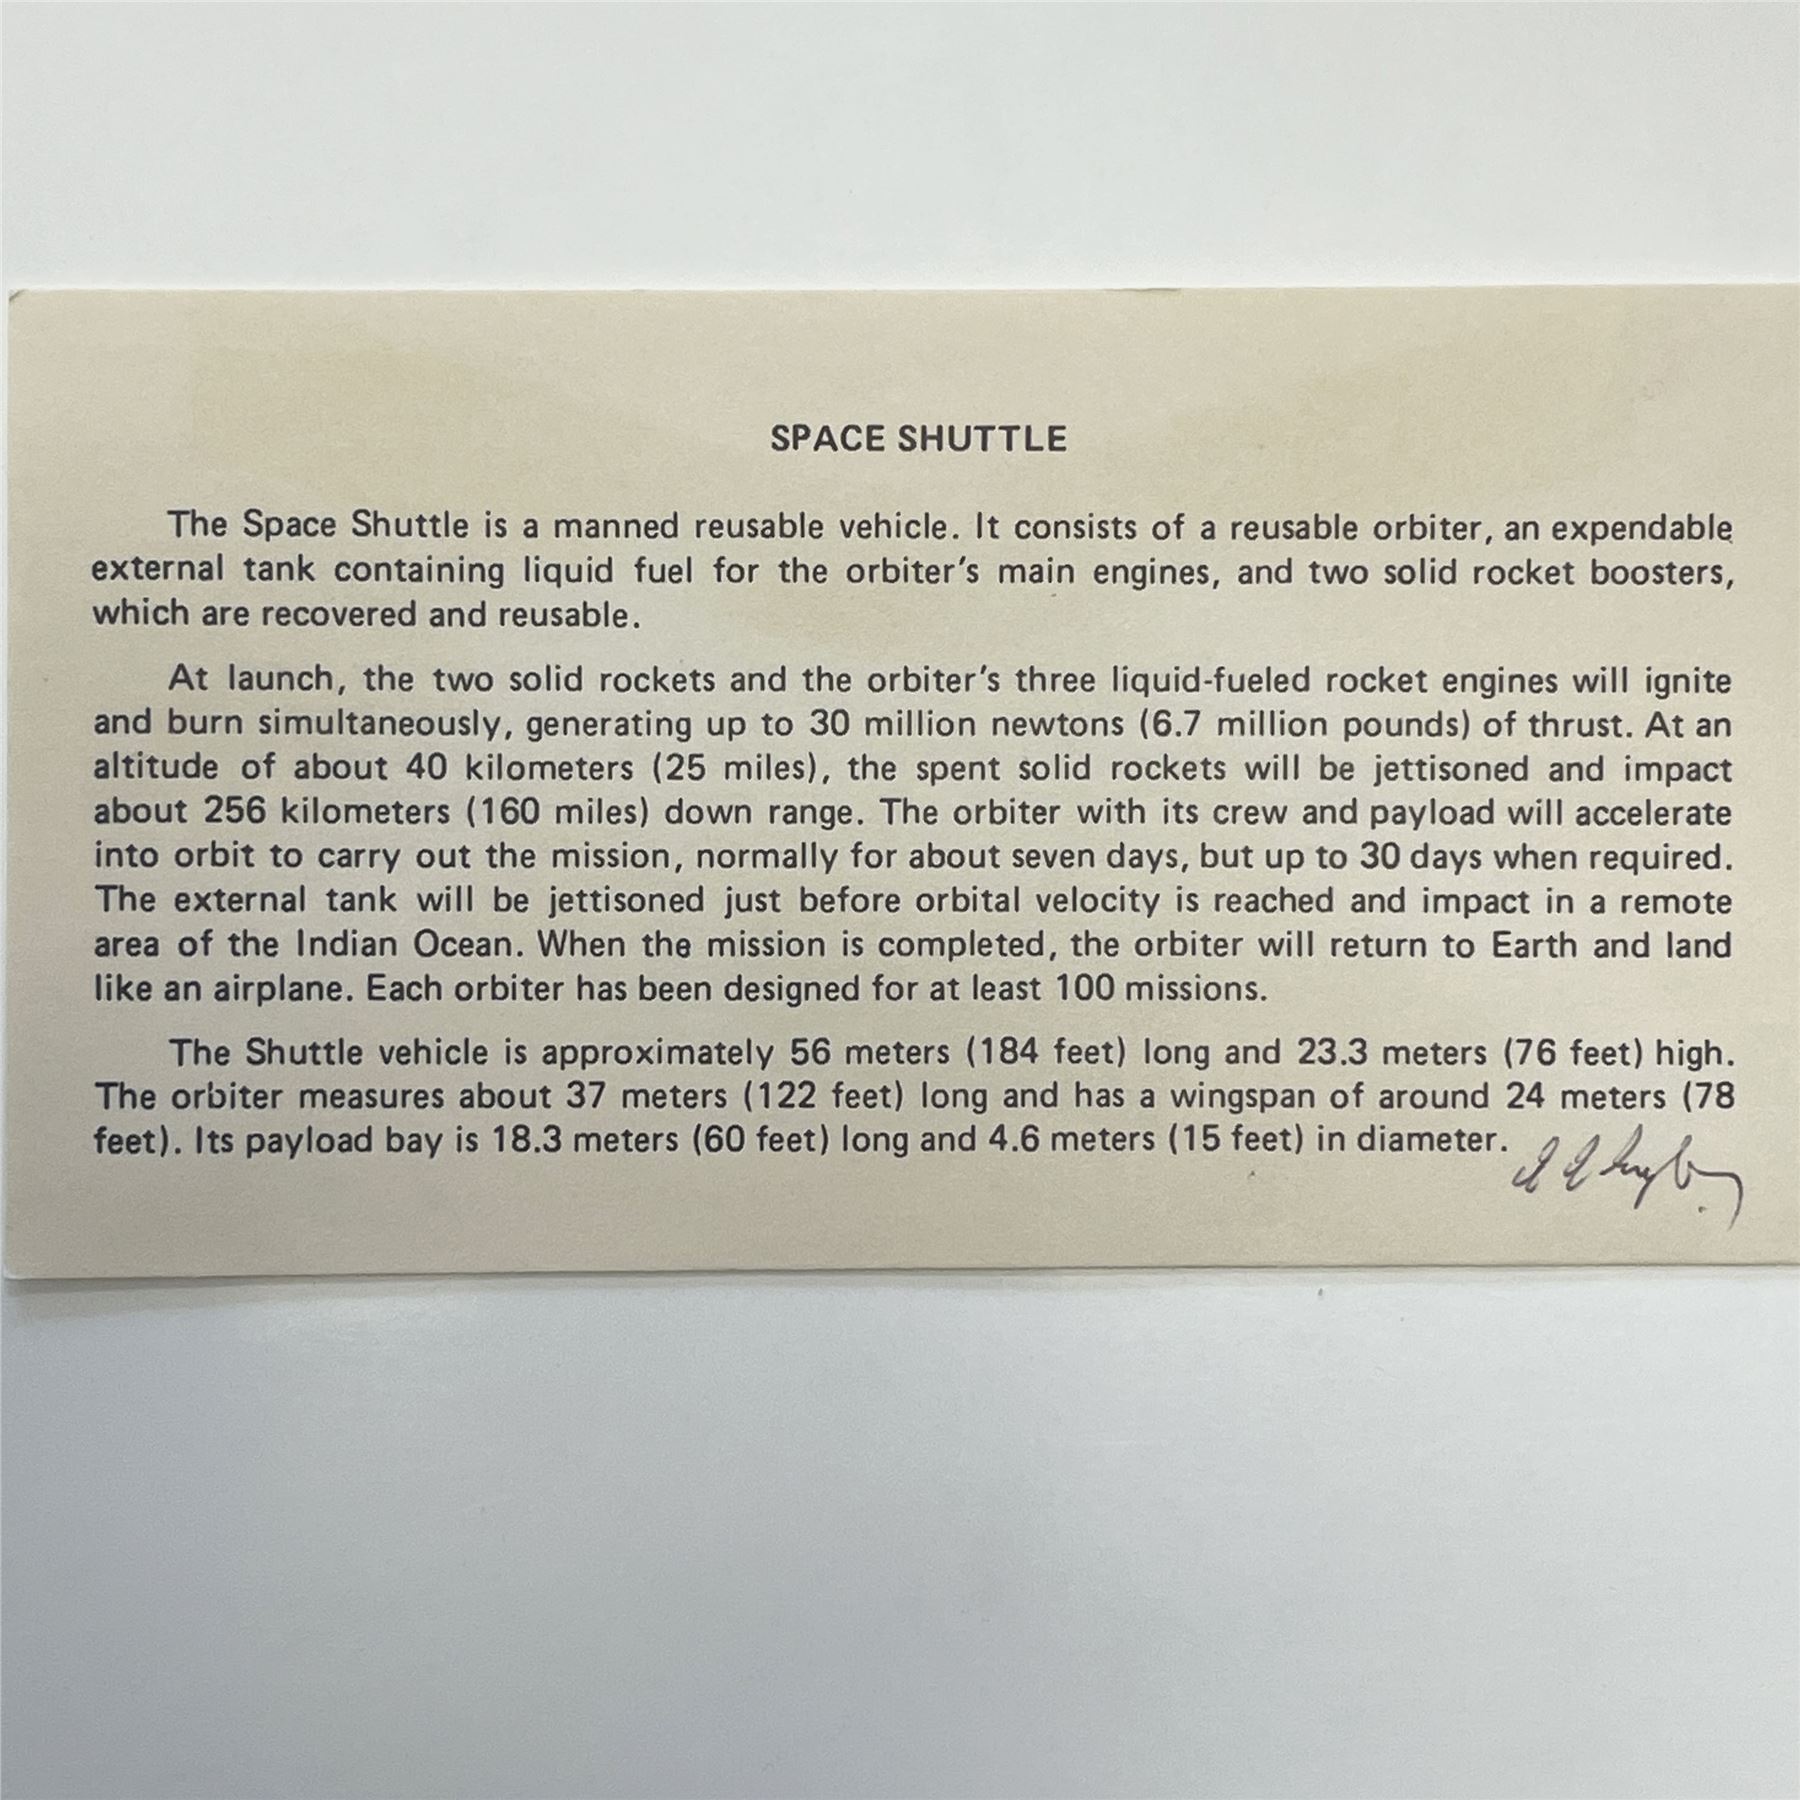 SPACE SHUTTLE
The Space Shuttle is a manned reusable vehicle. It consists of a reusable orbiter, an expendable
external tank containing liquid fuel for the orbiter's main engines, and two solid rocket boosters,
which are recovered and reusable.
At launch, the two solid rockets and the orbiter's three liquid-fueled rocket engines will ignite
and burn simultaneously, generating up to 30 million newtons (6.7 million pounds) of thrust. At an
altitude of about 40 kilometers (25 miles), the spent solid rockets will be jettisoned and impact
about 256 kilometers (160 miles) down range. The orbiter with its crew and payload will accelerate
into orbit to carry out the mission, normally for about seven days, but up to 30 days when required.
The external tank will be jettisoned just before orbital velocity is reached and impact in a remote
area of the Indian Ocean. When the mission is completed, the orbiter will return to Earth and land
like an airplane. Each orbiter has been designed for at least 100 missions.
The Shuttle vehicle is approximately 56 meters (184 feet) long and 23.3 meters (76 feet) high.
The orbiter measures about 37 meters (122 feet) long and has a wingspan of around 24 meters (78
feet). Its payload bay is 18.3 meters (60 feet) long and 4.6 meters (15 feet) in diameter.